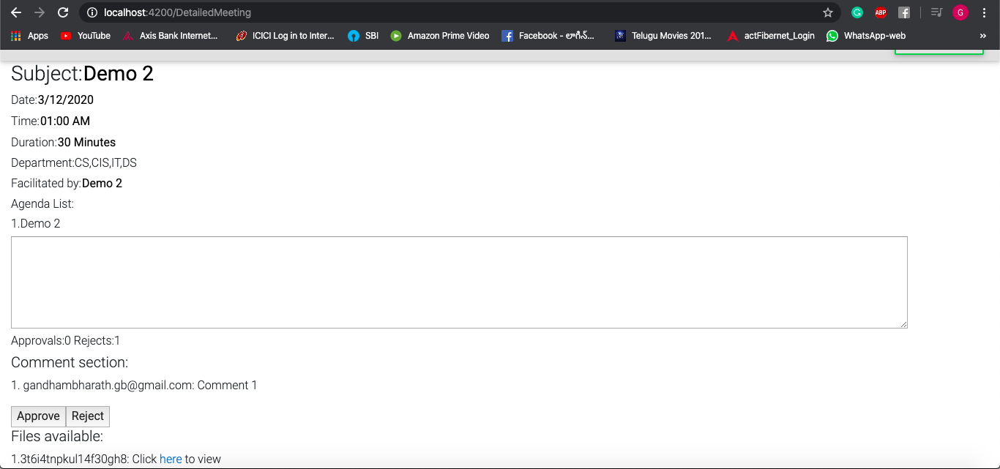 localhost:4200/DetailedMeeting
G ABP G
Apps YouTube Axis Bank Internet... ICICI Log in to Inter... SBI Amazon Prime Video Facebook - లాగిన్... Telugu Movies 201... actFibernet_Login WhatsApp-web »
Subject:Demo 2
Date:3/12/2020
Time:01:00 AM
Duration:30 Minutes
Department:CS,CIS,IT,DS
Facilitated by:Demo 2
Agenda List:
1.Demo 2
Approvals:0 Rejects:1
Comment section:
1. gandhambharath.gb@gmail.com: Comment 1
Approve Reject
Files available:
1.3t6i4tnpkul14f30gh8: Click here to view